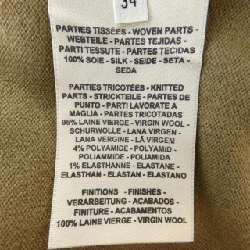 34
PARTIES TISSÉES - WOVEN PARTS -
WEBTEILE - PARTES TEJIDAS -
PARTI TESSUTE - PARTES TECIDAS
100% SOIE - SILK - SEIDE - SETA -
SEDA
PARTIES TRICOTÉES - KNITTED
PARTS - STRICKTEILE - PARTES DE
PUNTO - PARTI LAVORATE A
MAGLIA - PARTES TRICOTADAS
95% LAINE VIERGE - VIRGIN WOOL -
SCHURWOLLE - LANA VIRGEN -
LANA VERGINE - LÃ VIRGEM
4% POLYAMIDE - POLYAMID -
POLIAMMIDE - POLIAMIDA
1% ELASTHANNE - ELASTANE -
ELASTHAN - ELASTAN - ELASTANO
FINITIONS - FINISHES -
VERARBEITUNG - ACABADOS -
FINITURE - ACABAMENTOS
100% LAINE VIERGE - VIRGIN WOOL -